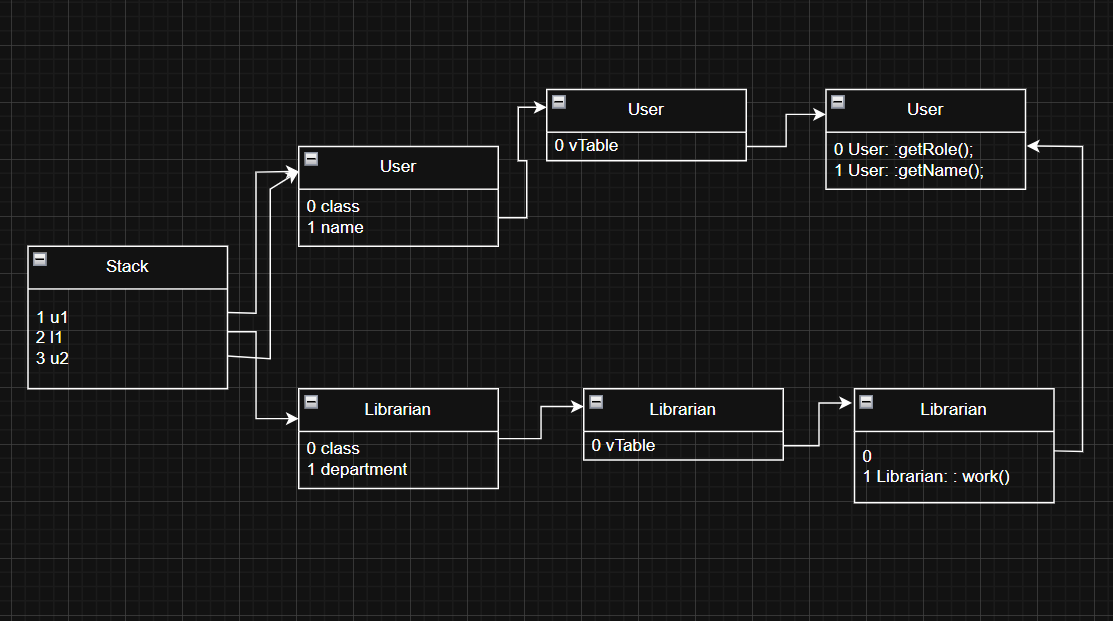 User
0 vTable
User
0 User: :getRole();
1 User: :getName();
User
0 class
1 name
Stack
1 u1
2 l1
3 u2
Librarian
0 class
1 department
Librarian
0 vTable
Librarian
0
1 Librarian: : work()